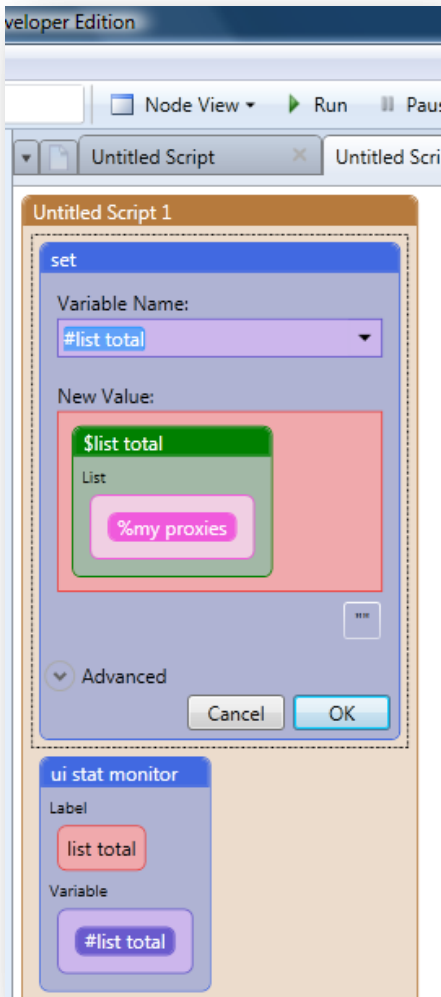 veloper Edition
Node View Run Paus
Untitled Script Untitled Scri
Untitled Script 1
set
Variable Name:
#list total
New Value:
$list total
List
%my proxies
""
Advanced
Cancel OK
ui stat monitor
Label
list total
Variable
#list total